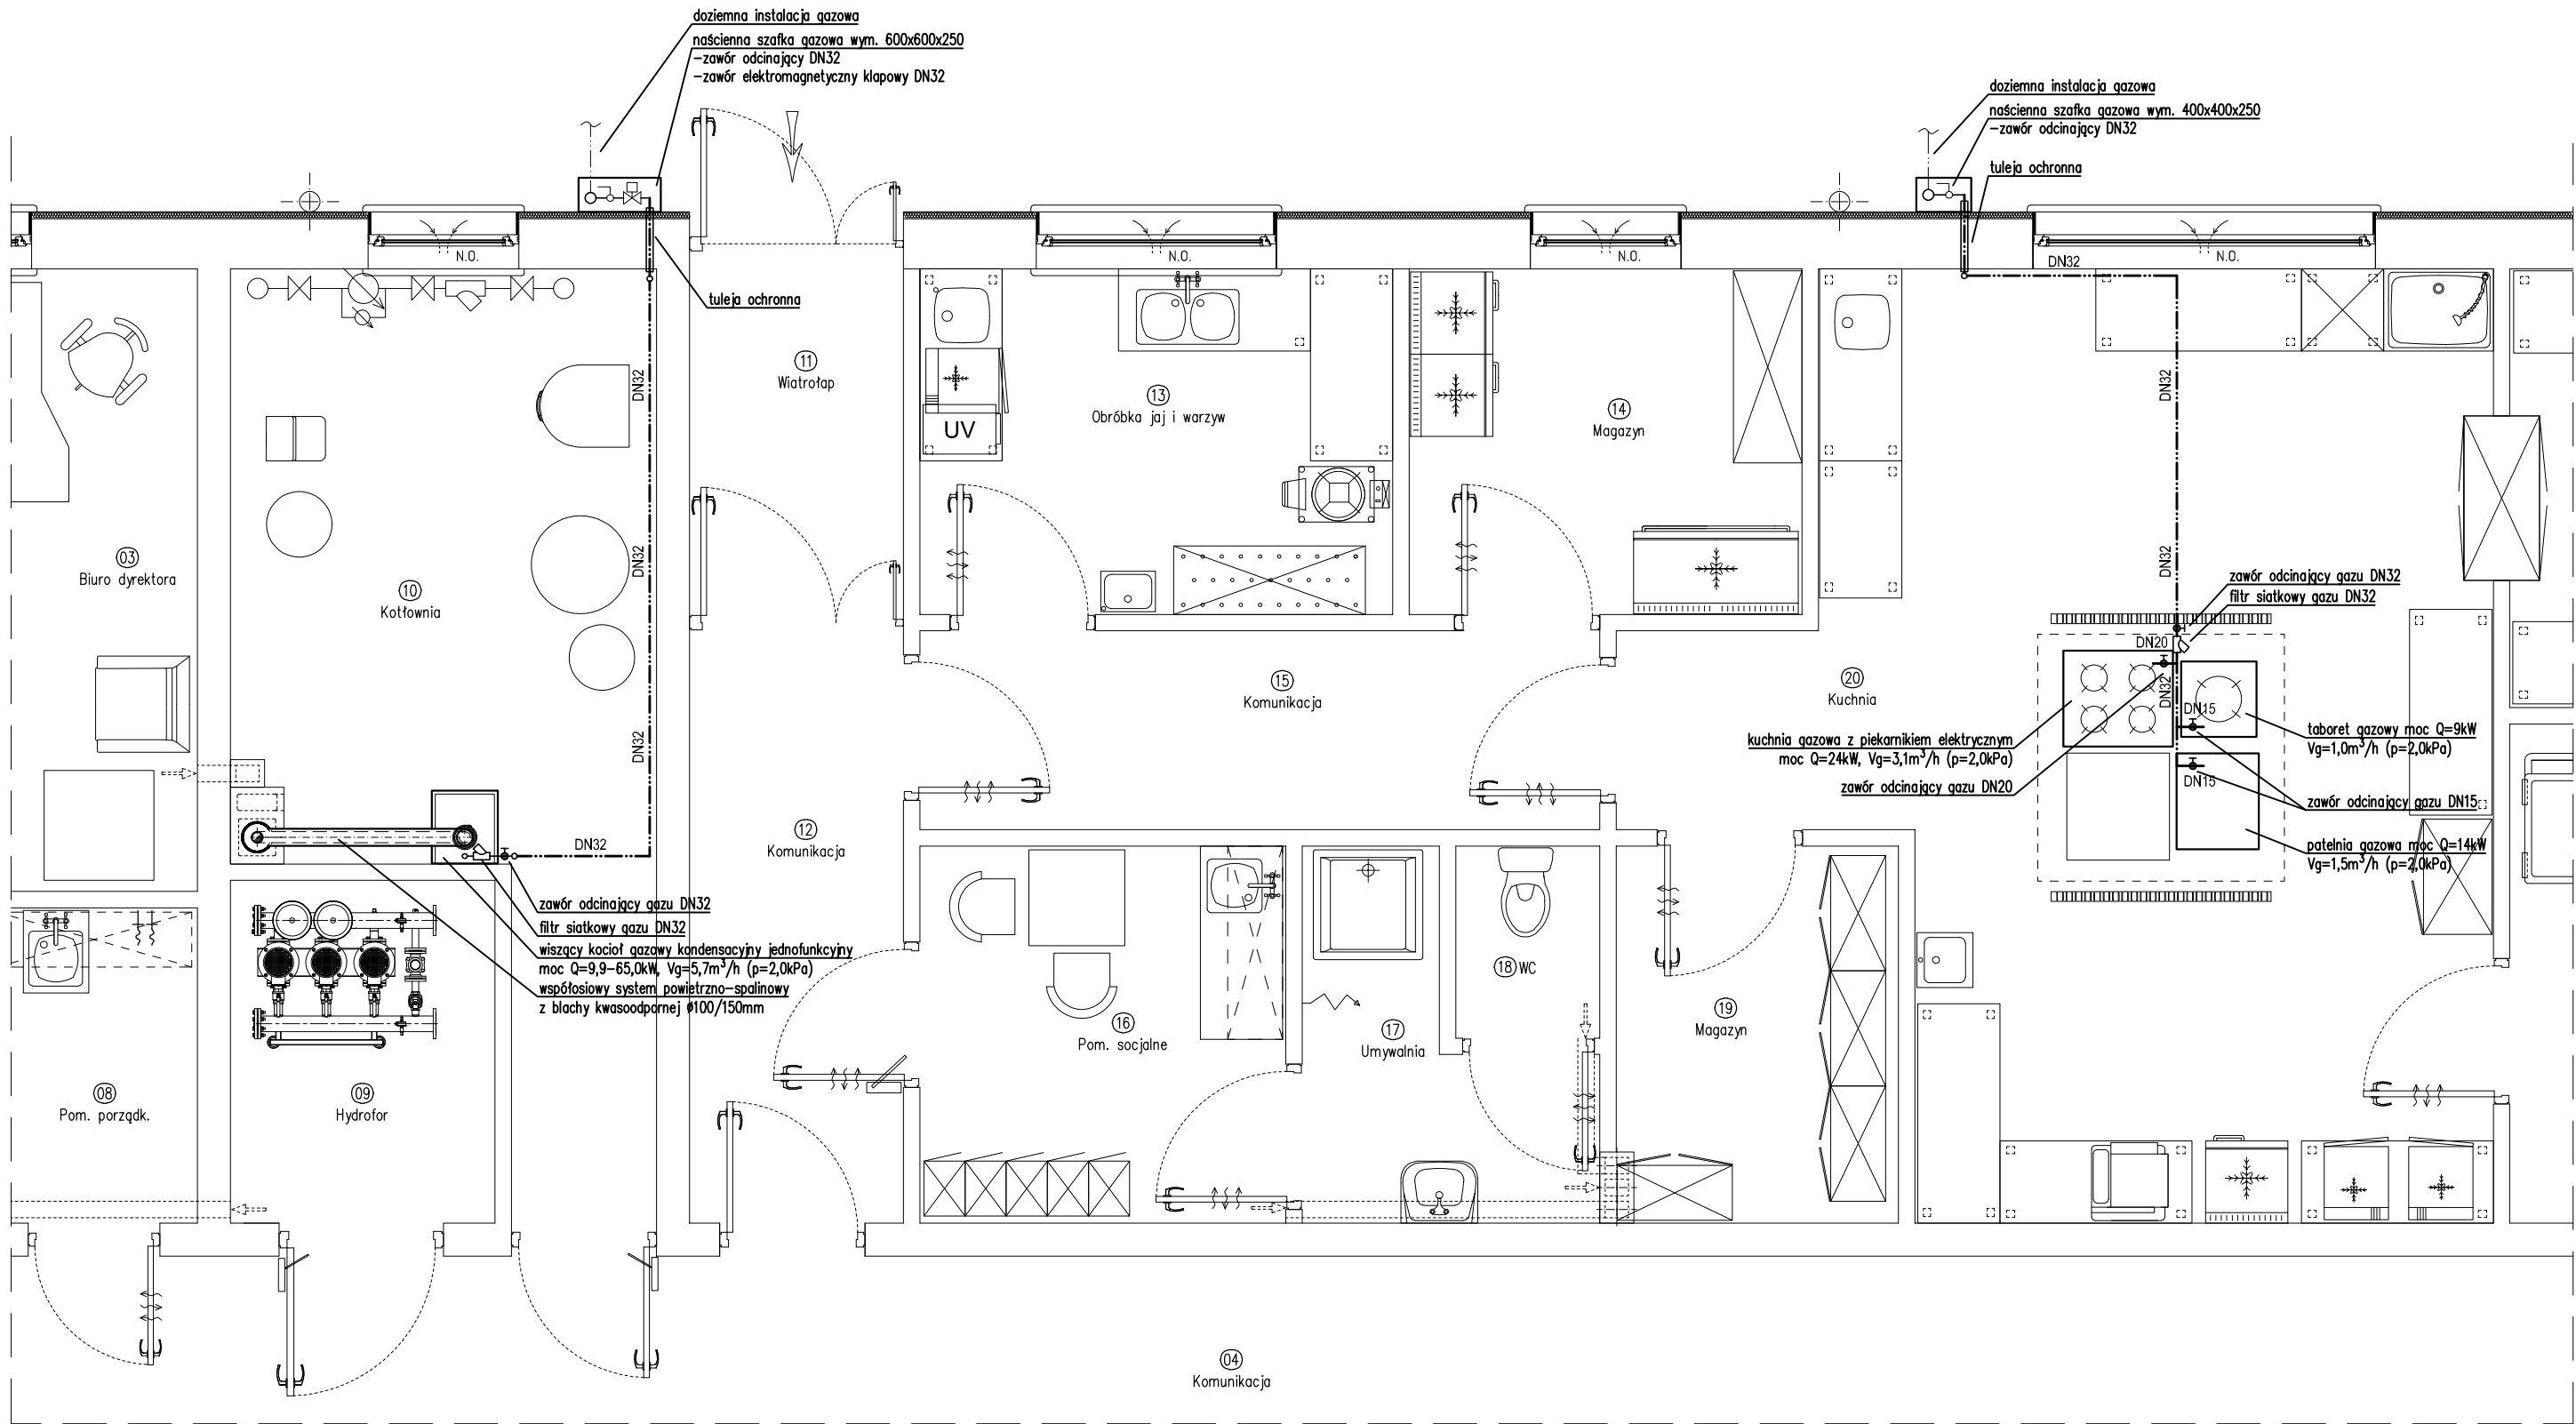 doziemna instalacja gazowa
naścienna szafka gazowa wym. 600x600x250
-zawór odcinający DN32
-zawór elektromagnetyczny klapowy DN32
doziemna instalacja gazowa
naścienna szafka gazowa wym. 400x400x250
-zawór odcinający DN32
tuleja ochronna
N.O.
N.O.
N.O.
N.O.
DN32
tuleja ochronna
11
Wiatrołap
DN32
DN32
13
Obróbka jaj i warzyw
14
Magazyn
UV
03
Biuro dyrektora
10
Kotłownia
DN32
DN32
zawór odcinający gazu DN32
filtr siatkowy gazu DN32
DN20
DN32
15
Komunikacja
20
Kuchnia
DN15
taboret gazowy moc Q=9kW
Vg=1,0m³/h (p=2,0kPa)
DN32
kuchnia gazowa z piekarnikiem elektrycznym
moc Q=24kW, Vg=3,1m³/h (p=2,0kPa)
zawór odcinający gazu DN20
DN15
zawór odcinający gazu DN15
12
Komunikacja
DN32
patelnia gazowa moc Q=14kW
Vg=1,5m³/h (p=2,0kPa)
zawór odcinający gazu DN32
filtr siatkowy gazu DN32
wiszący kocioł gazowy kondensacyjny jednofunkcyjny
moc Q=9,9-65,0kW, Vg=5,7m³/h (p=2,0kPa)
współosiowy system powietrzno-spalinowy
z blachy kwasoodpornej ø100/150mm
18 WC
16
Pom. socjalne
17
Umywalnia
19
Magazyn
08
Pom. porządk.
09
Hydrofor
04
Komunikacja